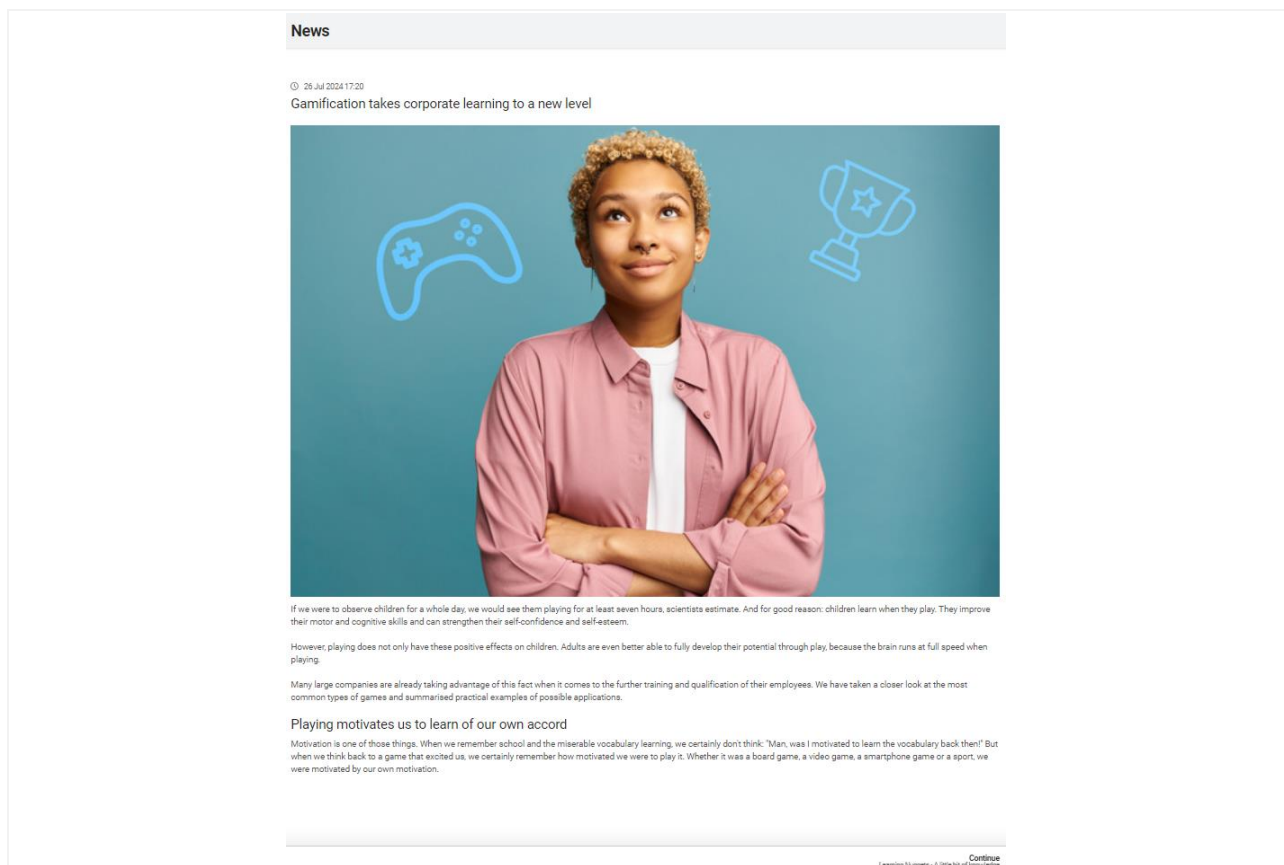 News
26 Jul 2024 17:20
Gamification takes corporate learning to a new level
If we were to observe children for a whole day, we would see them playing for at least seven hours, scientists estimate. And for good reason: children learn when they play. They improve
their motor and cognitive skills and can strengthen their self-confidence and self-esteem.
However, playing does not only have these positive effects on children. Adults are even better able to fully develop their potential through play, because the brain runs at full speed when
playing.
Many large companies are already taking advantage of this fact when it comes to the further training and qualification of their employees. We have taken a closer look at the most
common types of games and summarised practical examples of possible applications.
Playing motivates us to learn of our own accord
Motivation is one of those things. When we remember school and the miserable vocabulary learning, we certainly don't think: "Man, was I motivated to learn the vocabulary back then!" But
when we think back to a game that excited us, we certainly remember how motivated we were to play it. Whether it was a board game, a video game, a smartphone game or a sport, we
were motivated by our own motivation.
Continue
Learning Nuggets - A little bit of knowledge